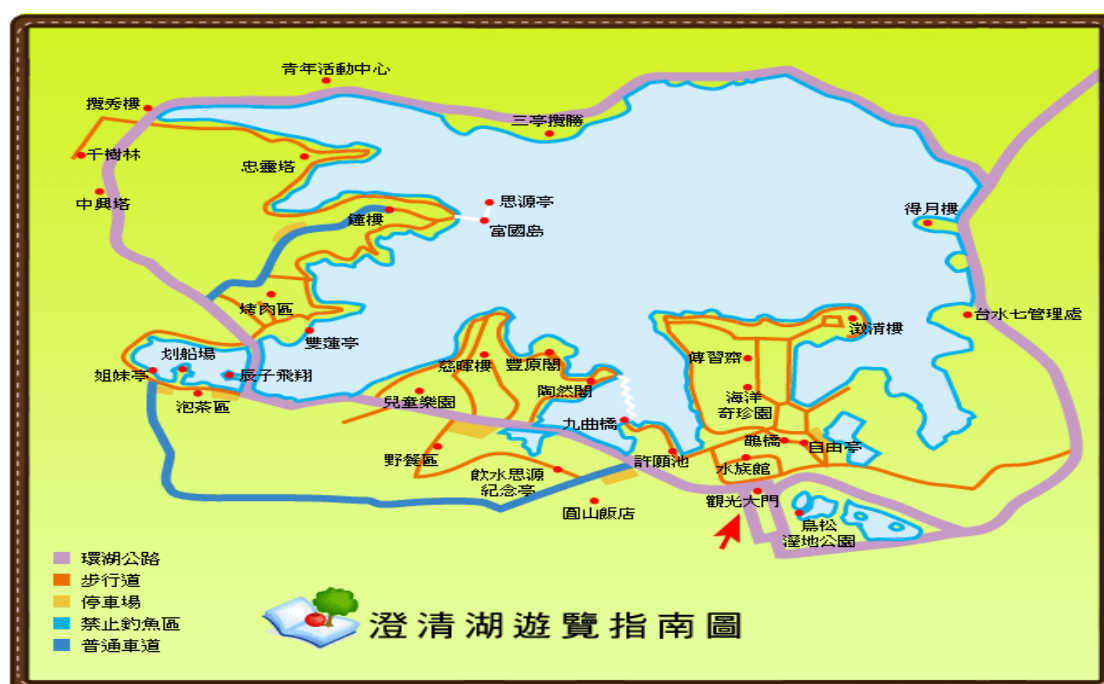 青年活動中心
攬秀樓
三亭攬勝
千樹林
忠靈塔
中興塔
思源亭
鐘樓
富國島
得月樓
烤肉區
台水七管理處
雙蓮亭
澂清樓
划船場
姐妹亭
辰子飛翔
慈暉樓
豐原閣
傳習齋
泡茶區
兒童樂園
陶然閣
海洋
奇珍園
九曲橋
鵲橋
自由亭
野餐區
許願池
水族館
飲水思源
紀念亭
觀光大門
圓山飯店
鳥松
溼地公園
環湖公路
步行道
停車場
禁止釣魚區
普通車道
澄清湖遊覽指南圖